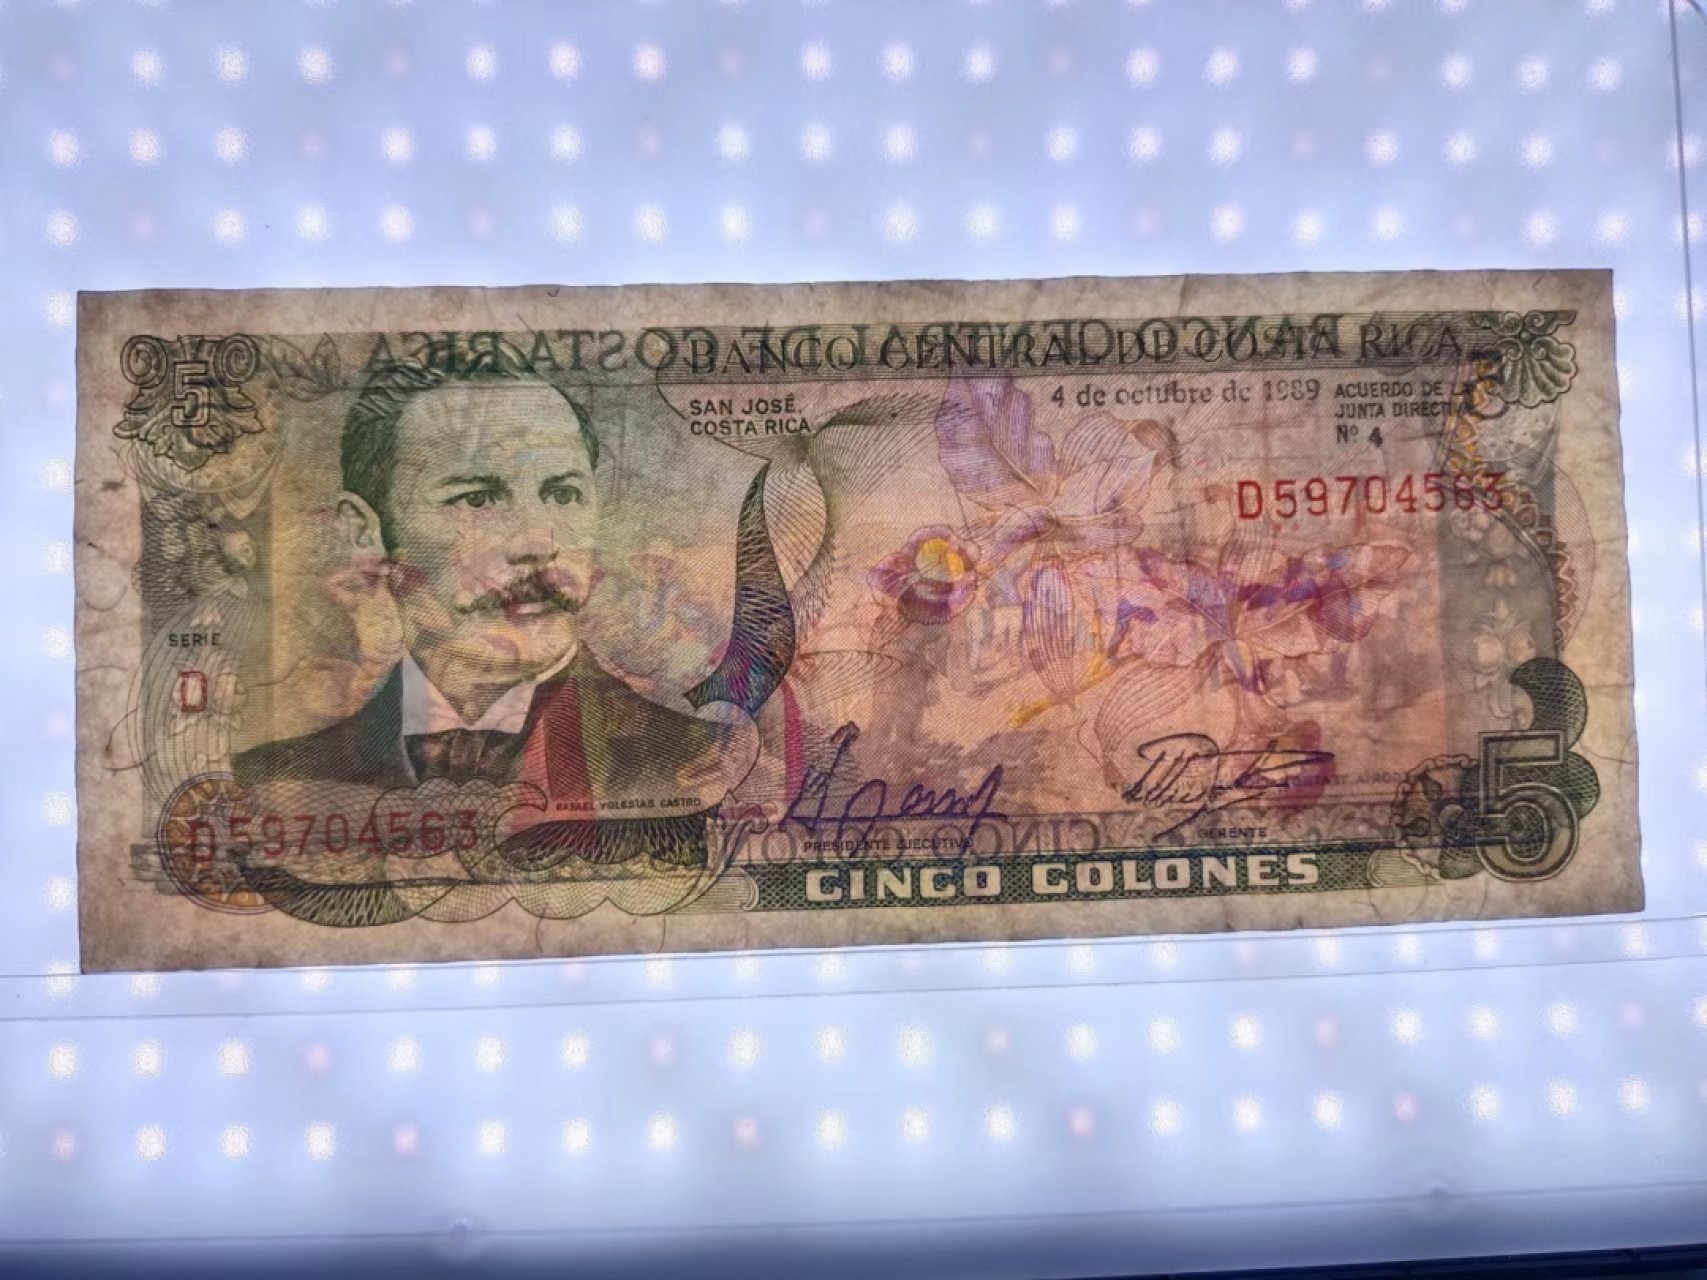 5
BANCO CENTRAL DE COSTA RICA
SAN JOSÉ,
COSTA RICA
4 de octubre de 1989
ACUERDO DE LA
JUNTA DIRECTIVA
Nº 4
D59704563
SERIE
D
RAFAEL YGLESIAS CASTRO
D59704563
PRESIDENTE EJECUTIVO
GERENTE
5
CINCO COLONES